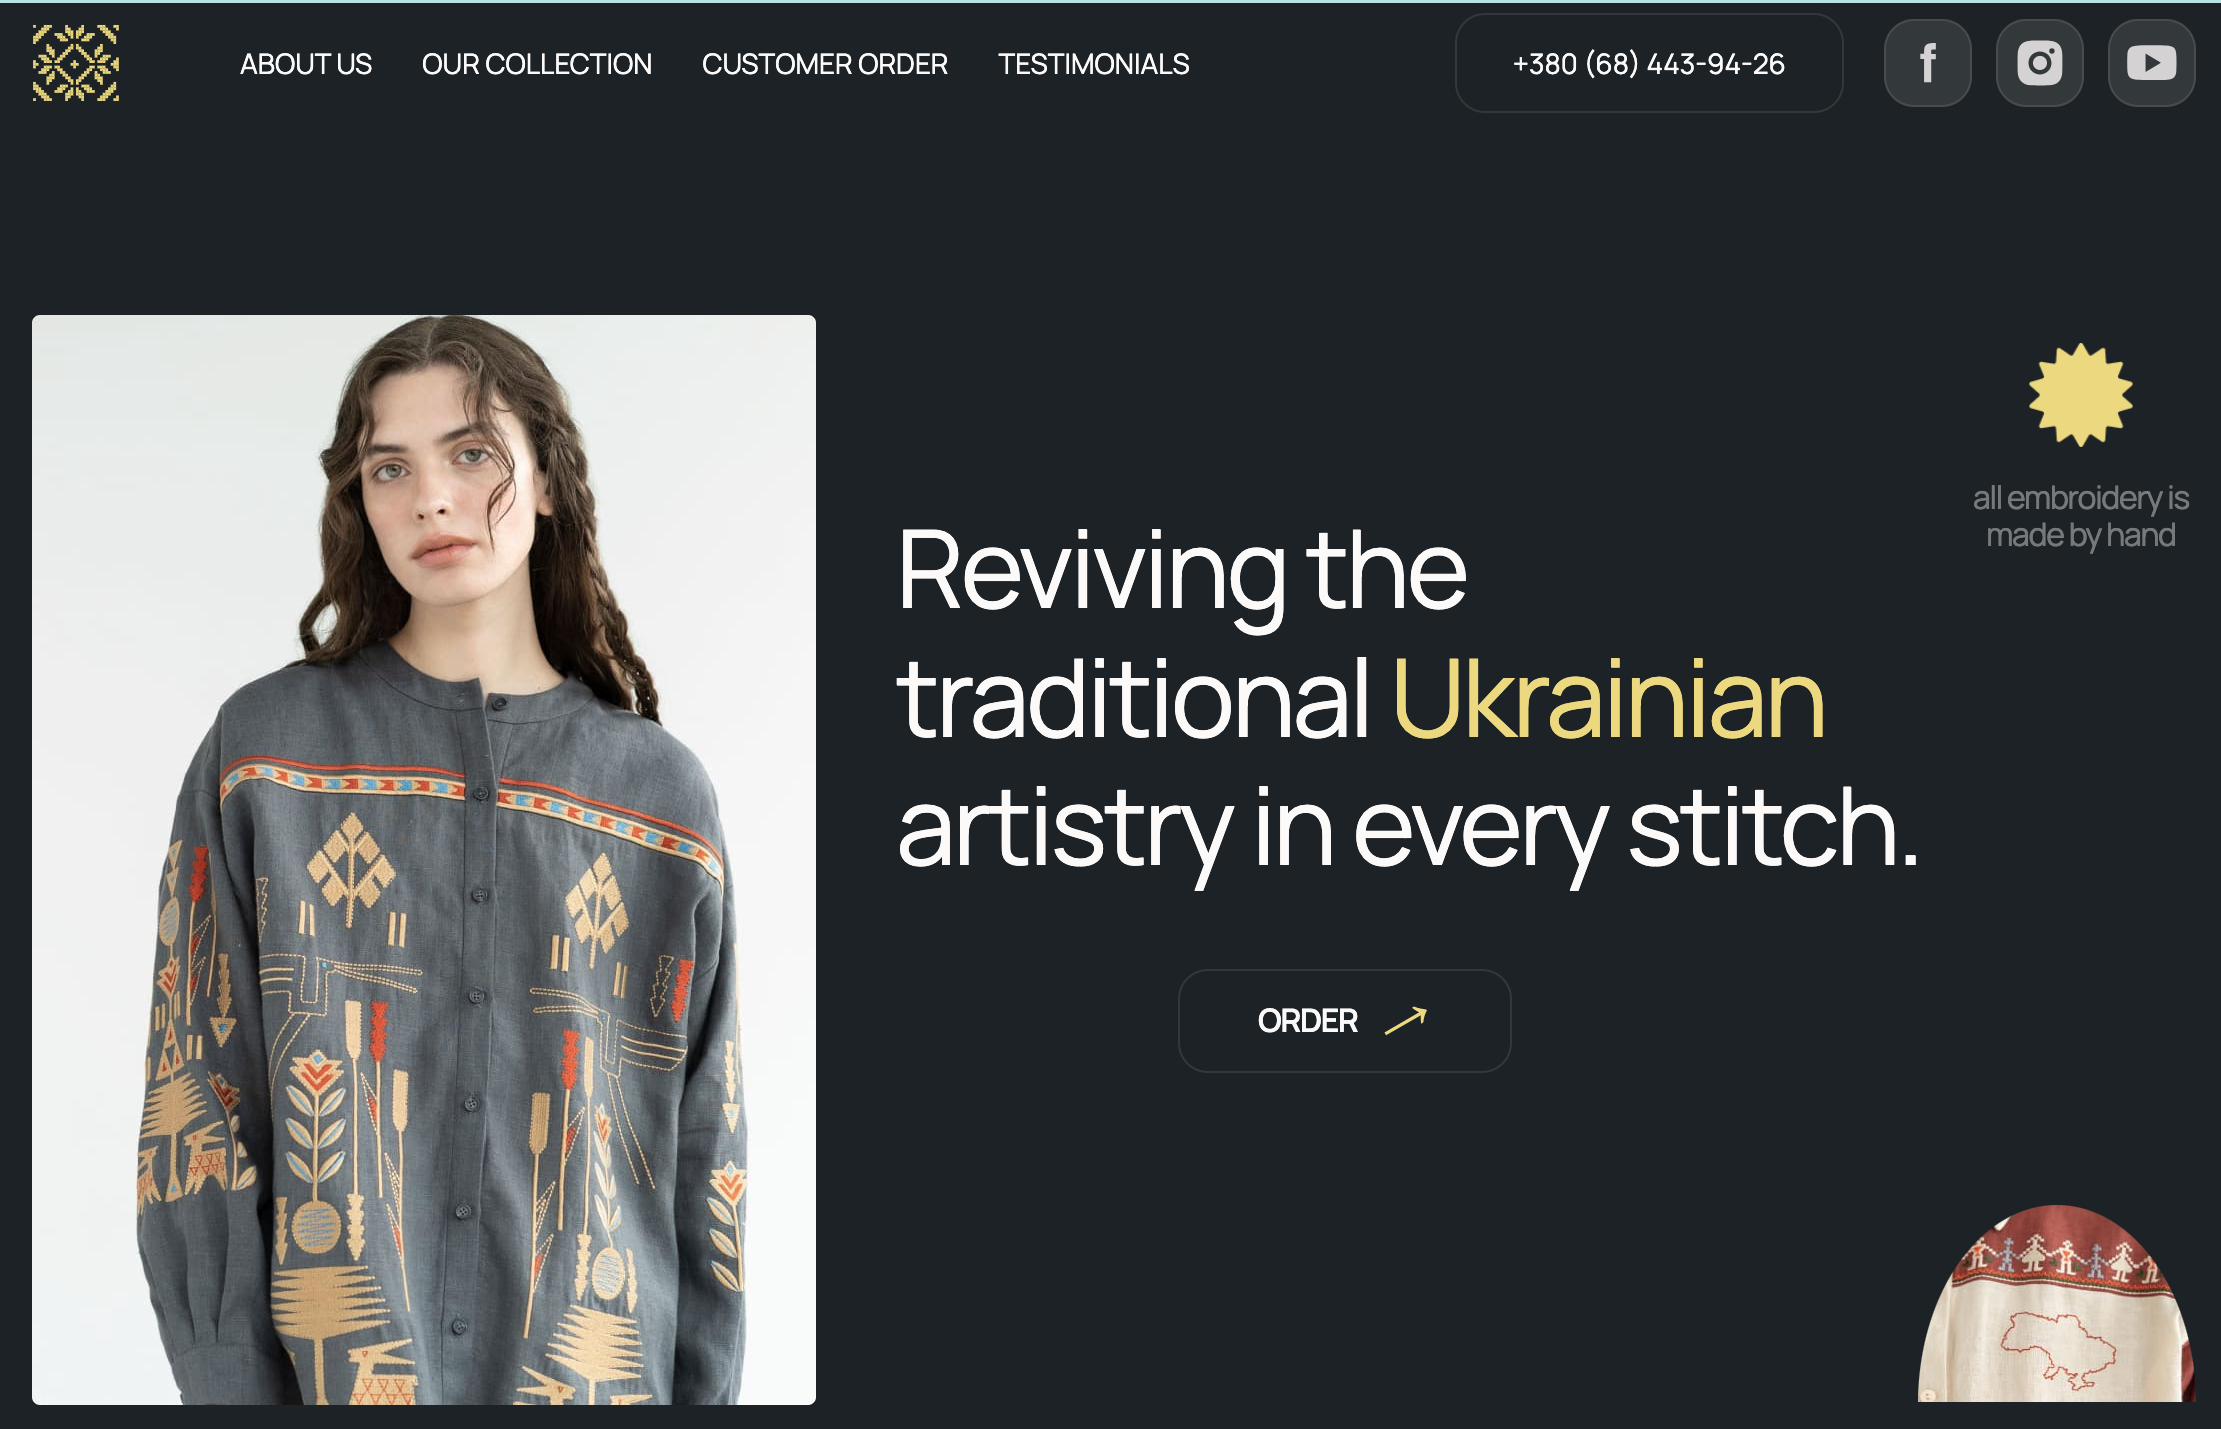 ABOUT US
OUR COLLECTION
CUSTOMER ORDER
TESTIMONIALS
+380 (68) 443-94-26
all embroidery is
made by hand
Reviving the
traditional Ukrainian
artistry in every stitch.
ORDER